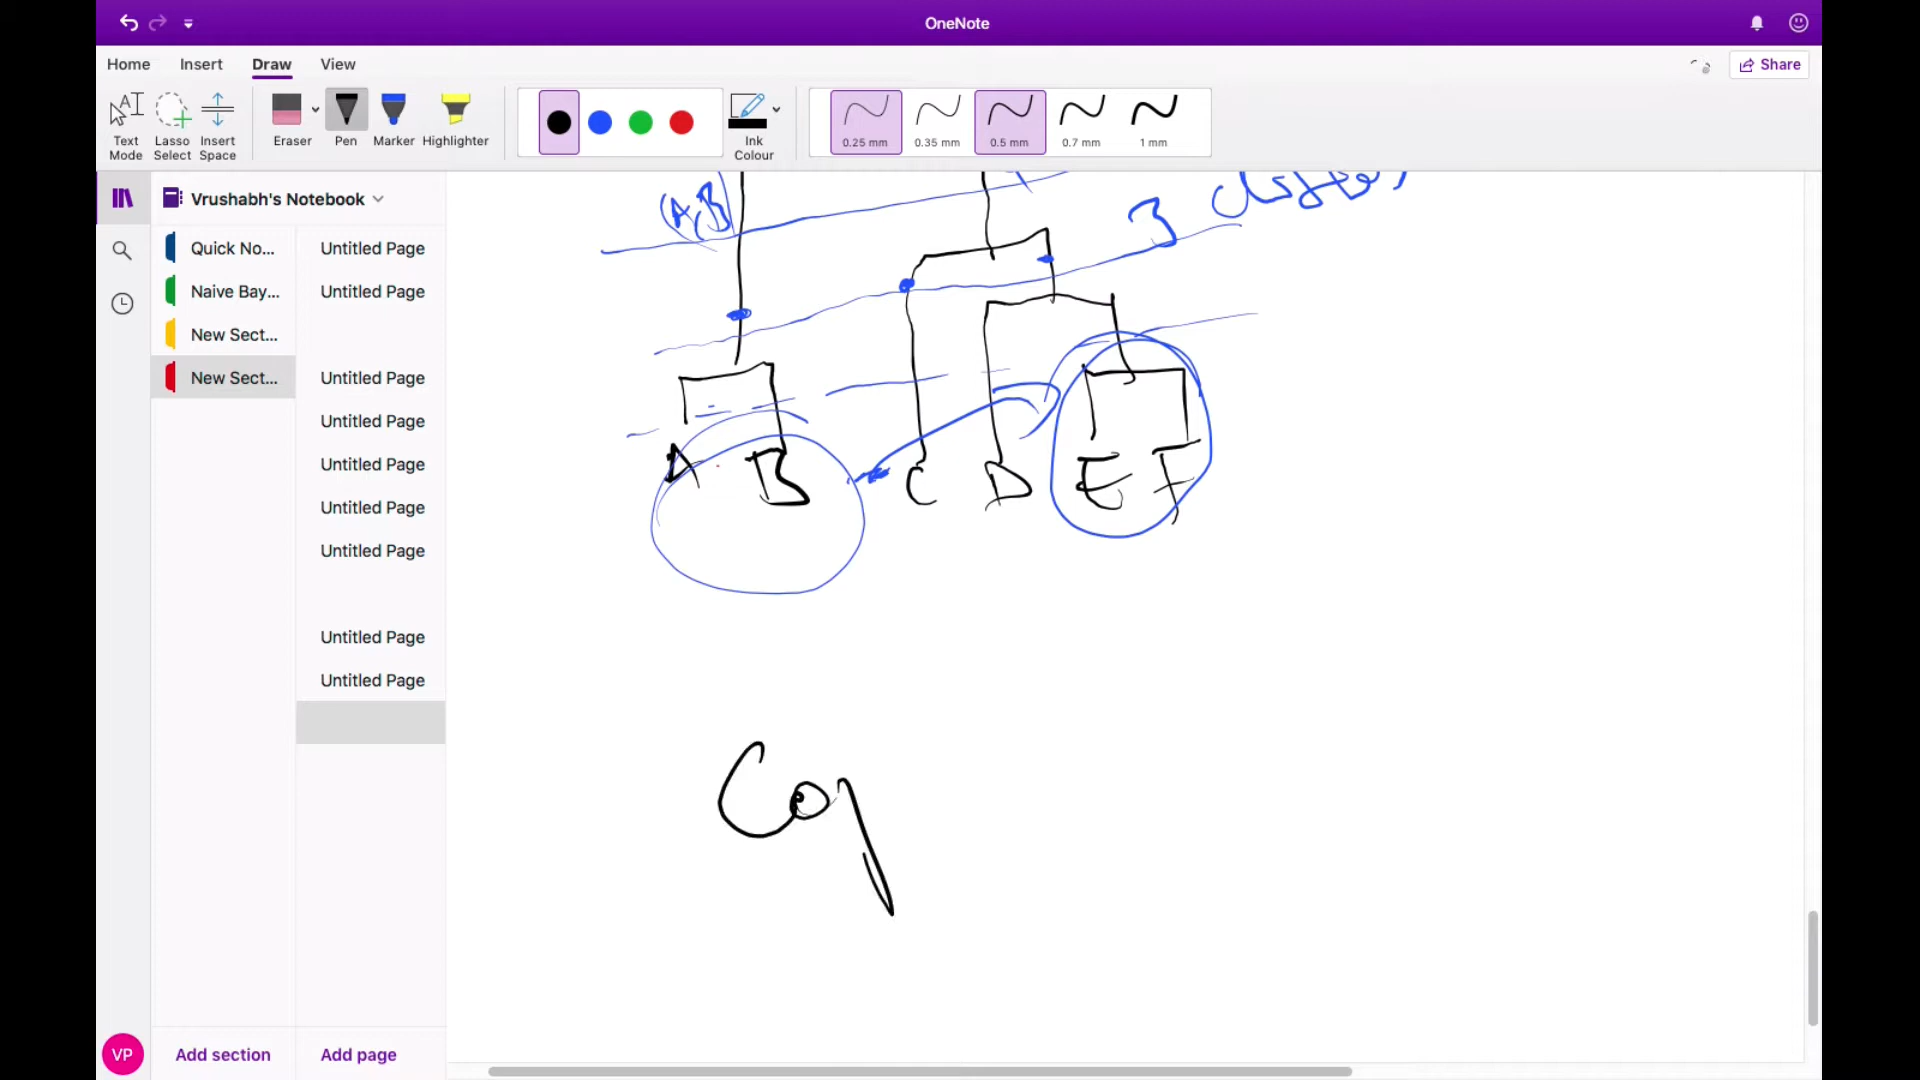 OneNote
Home Insert Draw View
Share
Text Mode
Lasso Select
Insert Space
Eraser
Pen
Marker
Highlighter
Ink Colour
0.25 mm
0.35 mm
0.5 mm
0.7 mm
1 mm
Vrushabh's Notebook
Quick No...
Naive Bay...
New Sect...
New Sect...
Untitled Page
Untitled Page
Untitled Page
Untitled Page
Untitled Page
Untitled Page
Untitled Page
Untitled Page
Untitled Page
(A,B)
3
A B C D E F
VP
Add section
Add page